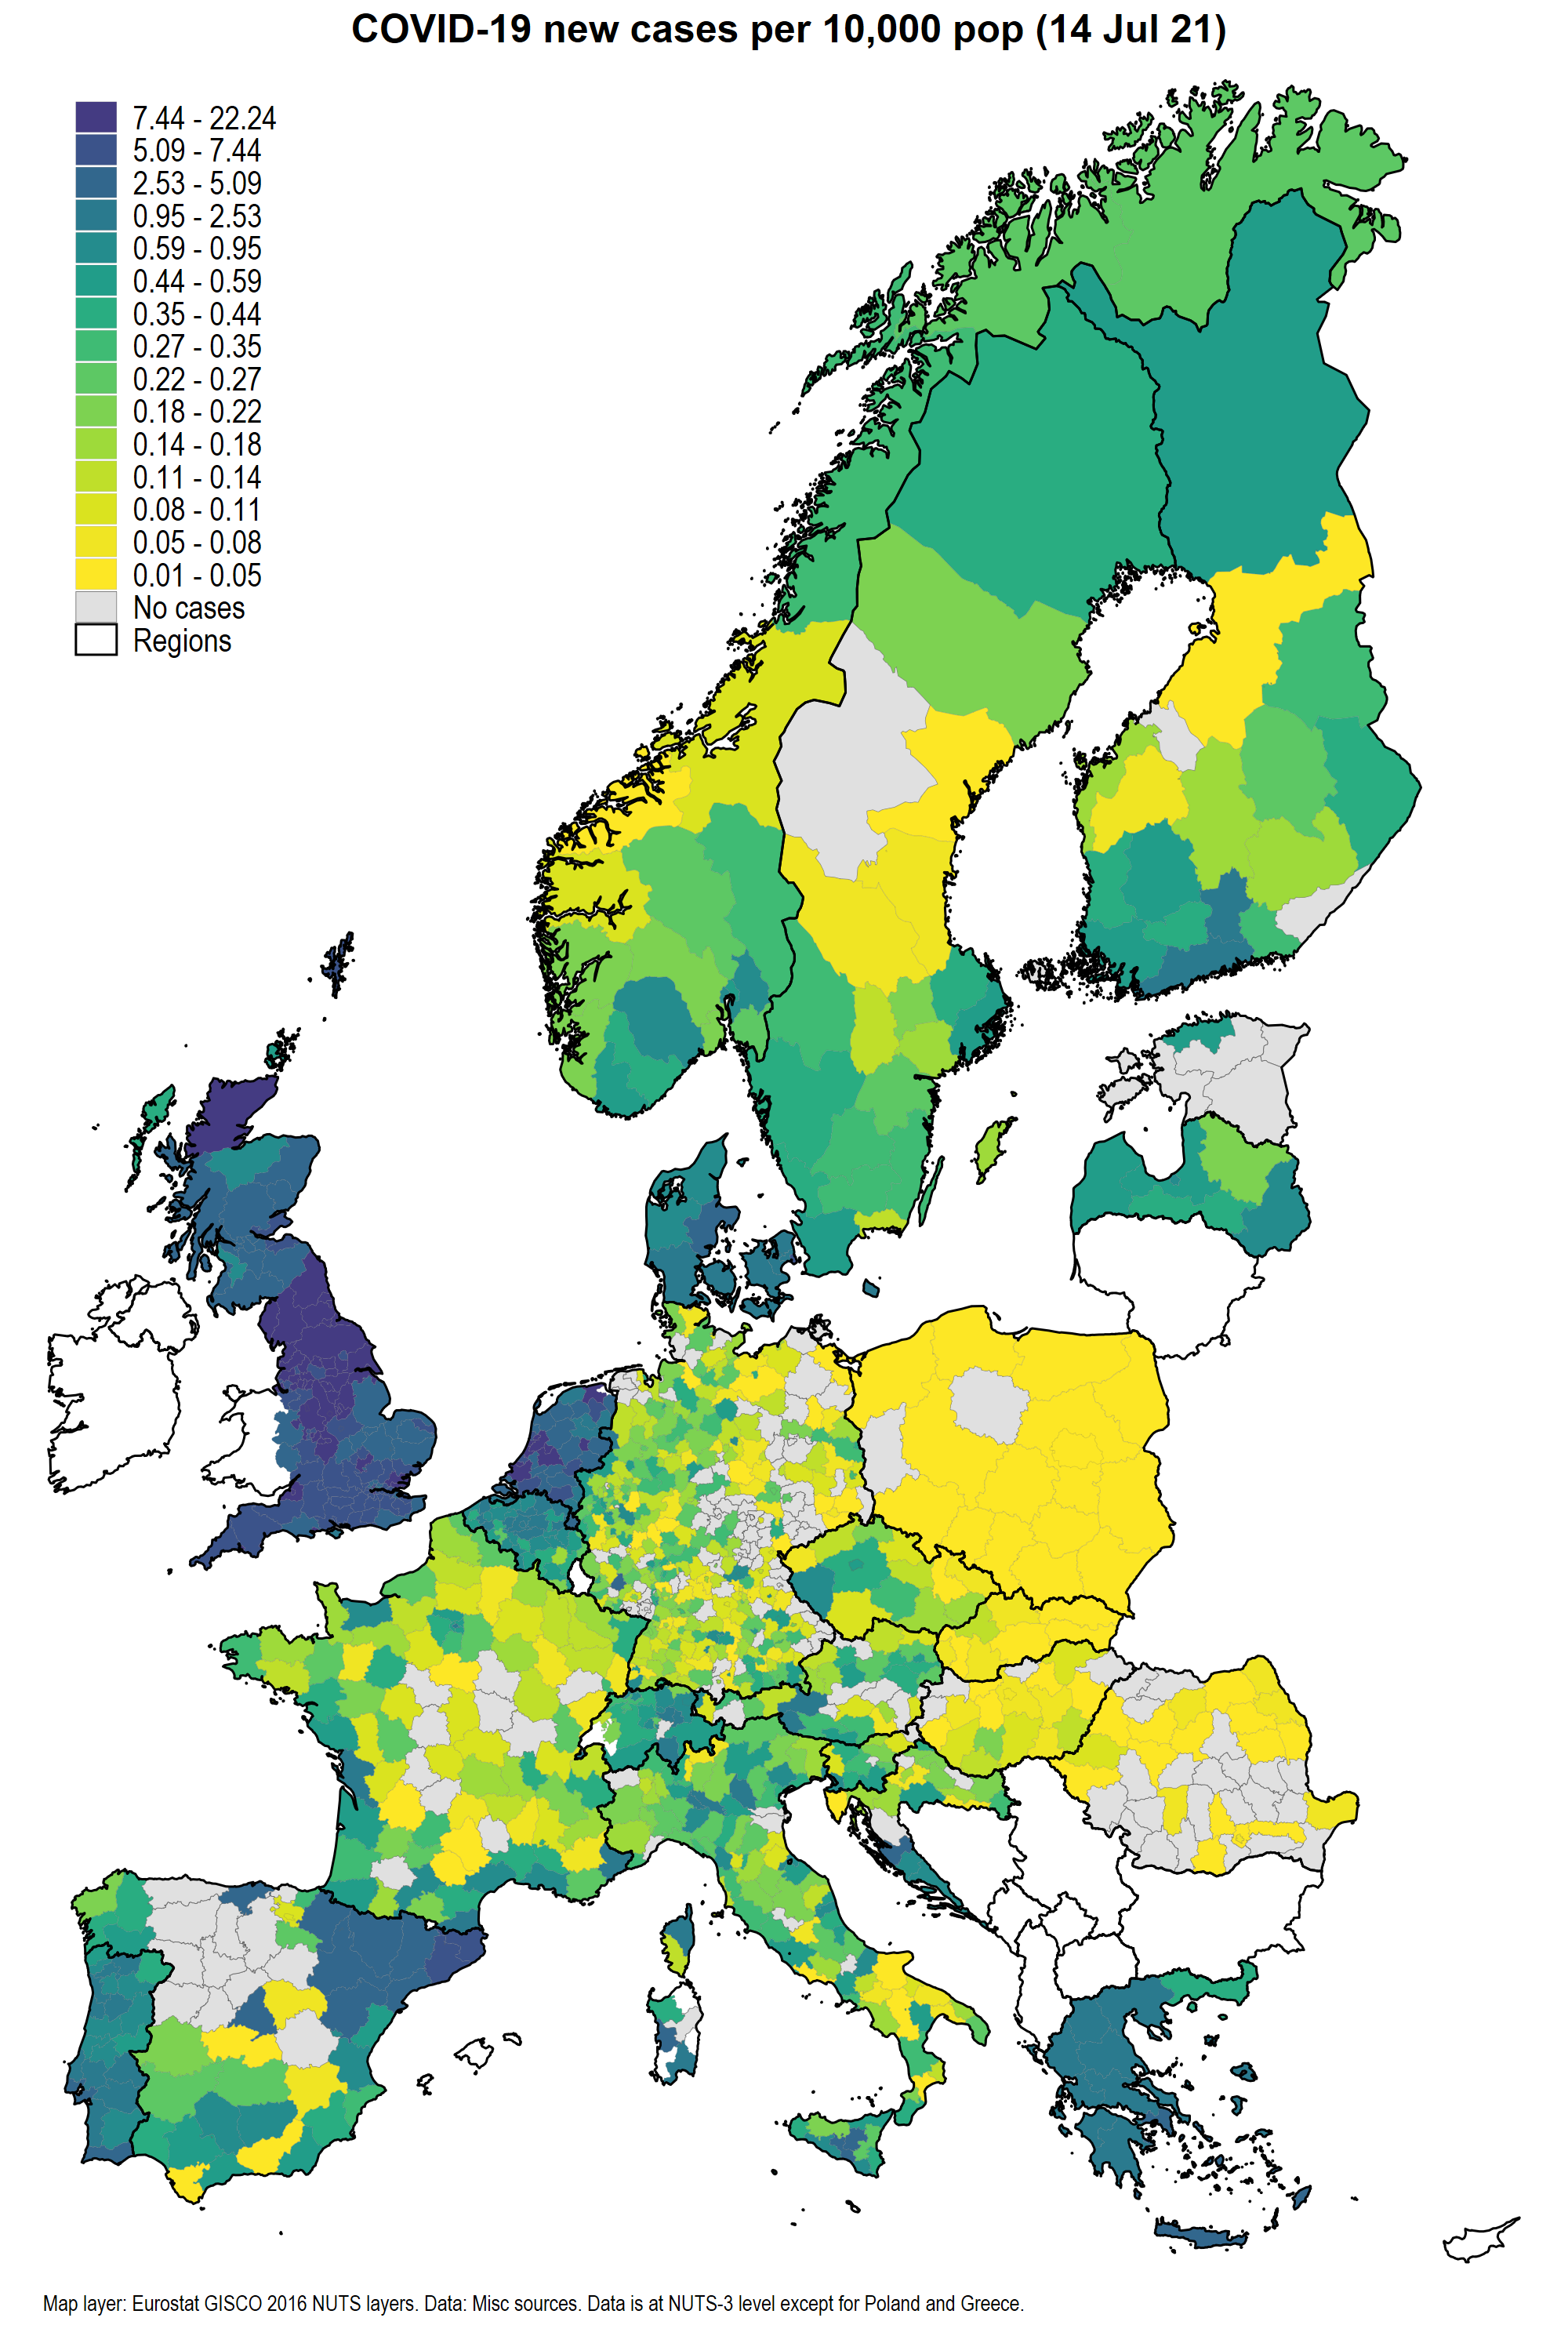 COVID-19 new cases per 10,000 pop (14 Jul 21)
7.44 - 22.24
5.09 - 7.44
2.53 - 5.09
0.95 - 2.53
0.59 - 0.95
0.44 - 0.59
0.35 - 0.44
0.27 - 0.35
0.22 - 0.27
0.18 - 0.22
0.14 - 0.18
0.11 - 0.14
0.08 - 0.11
0.05 - 0.08
0.01 - 0.05
No cases
Regions
Map layer: Eurostat GISCO 2016 NUTS layers. Data: Misc sources. Data is at NUTS-3 level except for Poland and Greece.